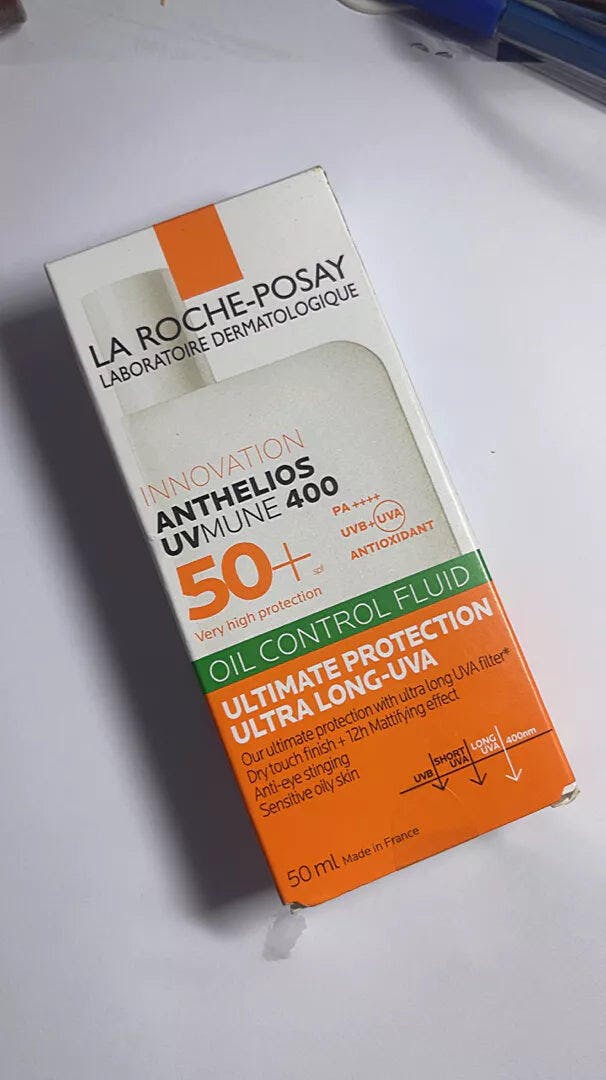 LA ROCHE-POSAY
LABORATOIRE DERMATOLOGIQUE
INNOVATION
ANTHELIOS
UVMUNE 400
50+ spf
Very high protection
PA ++++
UVB+UVA
ANTIOXIDANT
OIL CONTROL FLUID
ULTIMATE PROTECTION
ULTRA LONG-UVA
Our ultimate protection with ultra long UVA filter*
Dry touch finish + 12h Mattifying effect
Anti-eye stinging
Sensitive oily skin
UVB
SHORT
UVA
LONG
UVA
400nm
50 ml Made in France